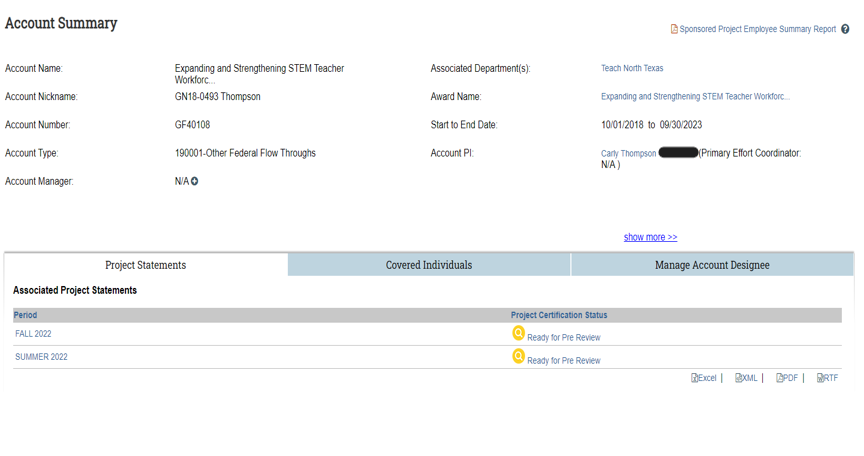 Account Summary
Sponsored Project Employee Summary Report
Account Name: Expanding and Strengthening STEM Teacher Workforc... Associated Department(s): Teach North Texas
Account Nickname: GN18-0493 Thompson Award Name: Expanding and Strengthening STEM Teacher Workforc...
Account Number: GF40108 Start to End Date: 10/01/2018 to 09/30/2023
Account Type: 190001-Other Federal Flow Throughs Account PI: Carly Thompson (Primary Effort Coordinator: N/A )
Account Manager: N/A
show more >>
Project Statements Covered Individuals Manage Account Designee
Associated Project Statements
Period Project Certification Status
FALL 2022 Ready for Pre Review
SUMMER 2022 Ready for Pre Review
Excel | XML | PDF | RTF